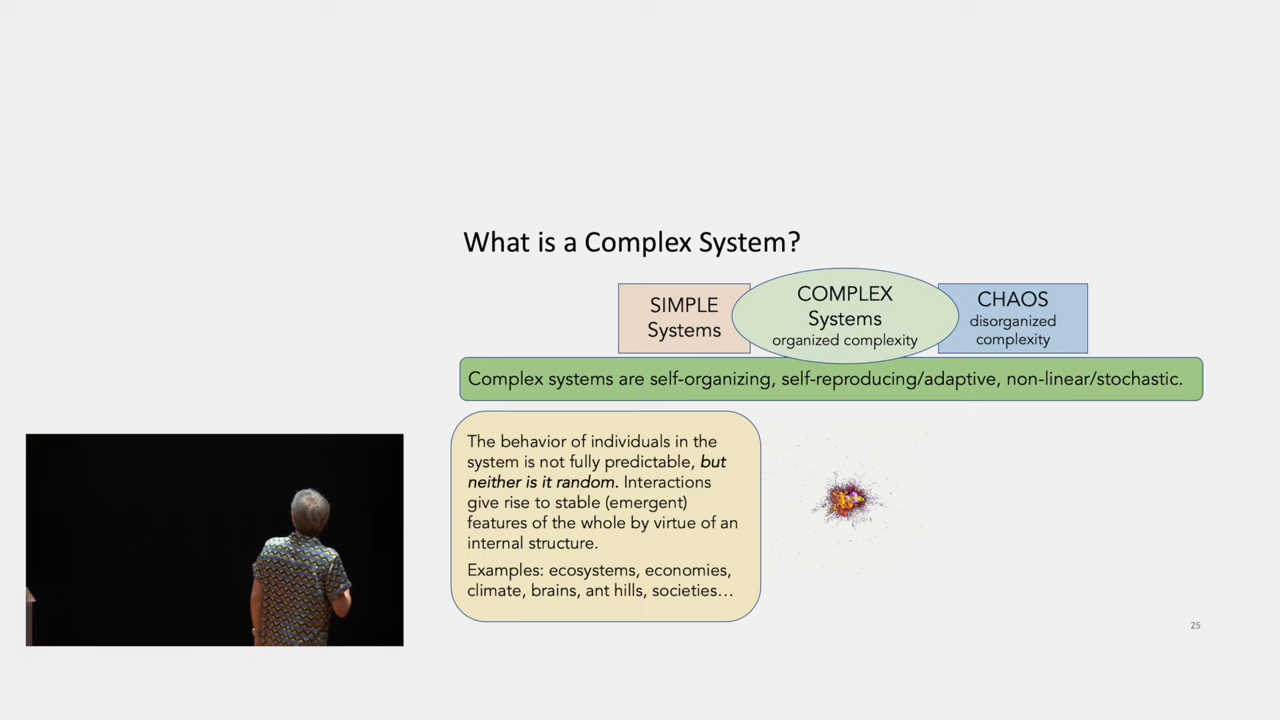 What is a Complex System?
SIMPLE
Systems
COMPLEX
Systems
organized complexity
CHAOS
disorganized
complexity
Complex systems are self-organizing, self-reproducing/adaptive, non-linear/stochastic.
The behavior of individuals in the
system is not fully predictable, but
neither is it random. Interactions
give rise to stable (emergent)
features of the whole by virtue of an
internal structure.
Examples: ecosystems, economies,
climate, brains, ant hills, societies…
25